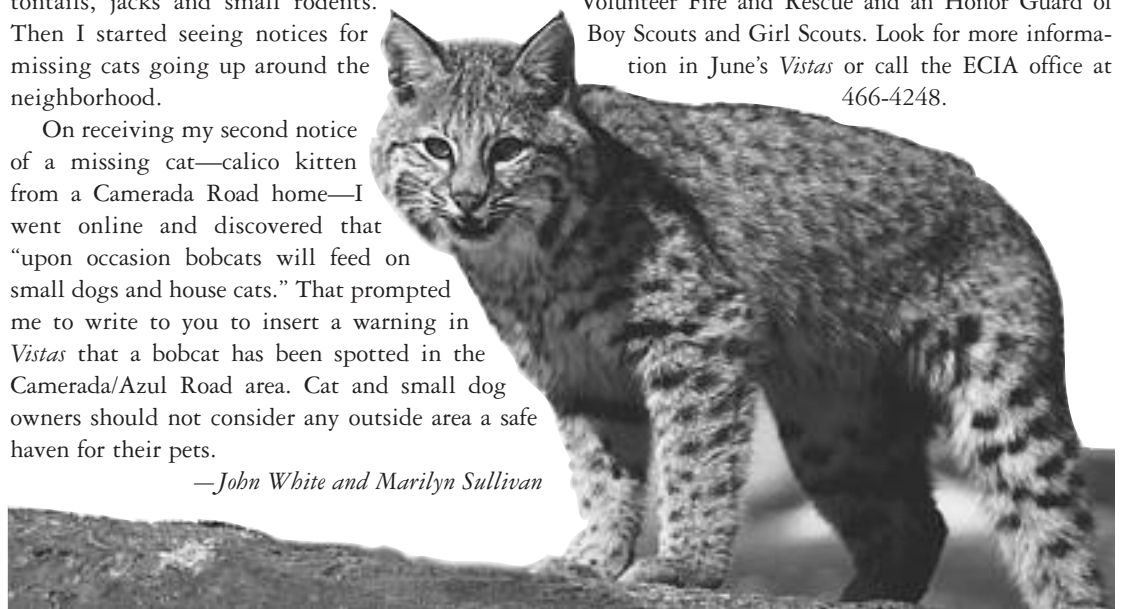 tontails, jacks and small rodents.
Then I started seeing notices for
missing cats going up around the
neighborhood.
On receiving my second notice
of a missing cat—calico kitten
from a Camerada Road home—I
went online and discovered that
“upon occasion bobcats will feed on
small dogs and house cats.” That prompted
me to write to you to insert a warning in
Vistas that a bobcat has been spotted in the
Camerada/Azul Road area. Cat and small dog
owners should not consider any outside area a safe
haven for their pets.
—John White and Marilyn Sullivan
Volunteer Fire and Rescue and an Honor Guard of
Boy Scouts and Girl Scouts. Look for more informa-
tion in June’s Vistas or call the ECIA office at
466-4248.